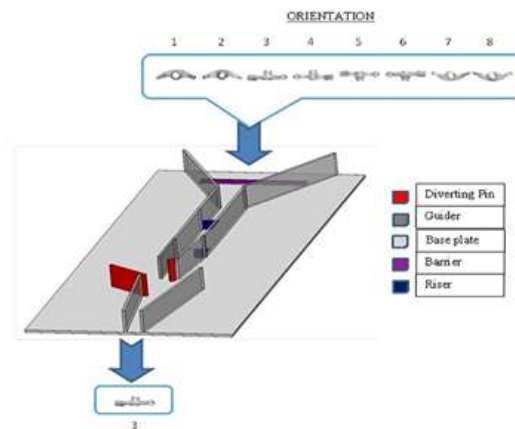 ORIENTATION
1 2 3 4 5 6 7 8
Diverting Pin
Guider
Base plate
Barrier
Riser
3